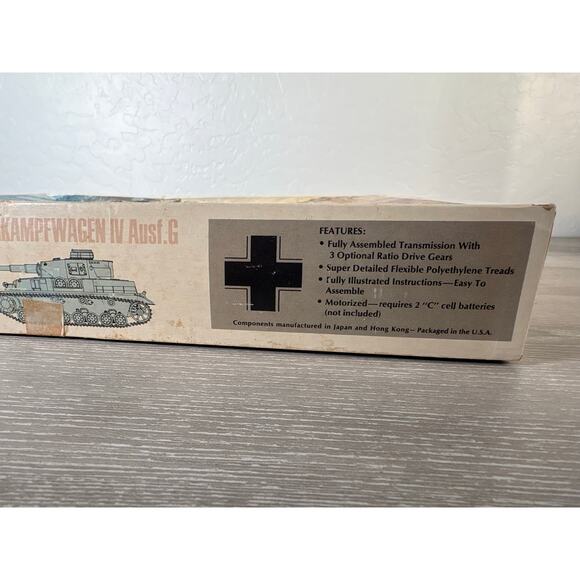 KAMPFWAGEN IV Ausf.G
FEATURES:
• Fully Assembled Transmission With
3 Optional Ratio Drive Gears
• Super Detailed Flexible Polyethylene Treads
• Fully Illustrated Instructions—Easy To
Assemble
• Motorized—requires 2 "C" cell batteries
(not included)
Components manufactured in Japan and Hong Kong— Packaged in the U.S.A.